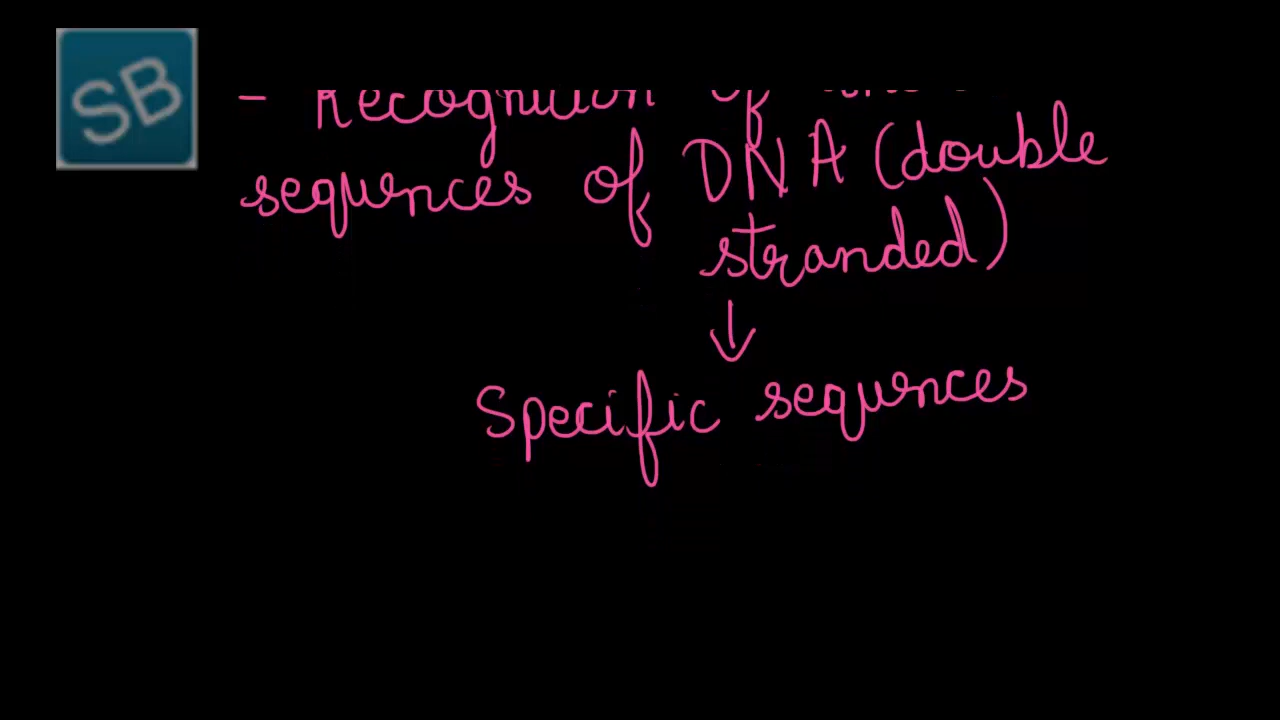 SB
- Recognition of
sequences of DNA (double
stranded)
↓
Specific sequences